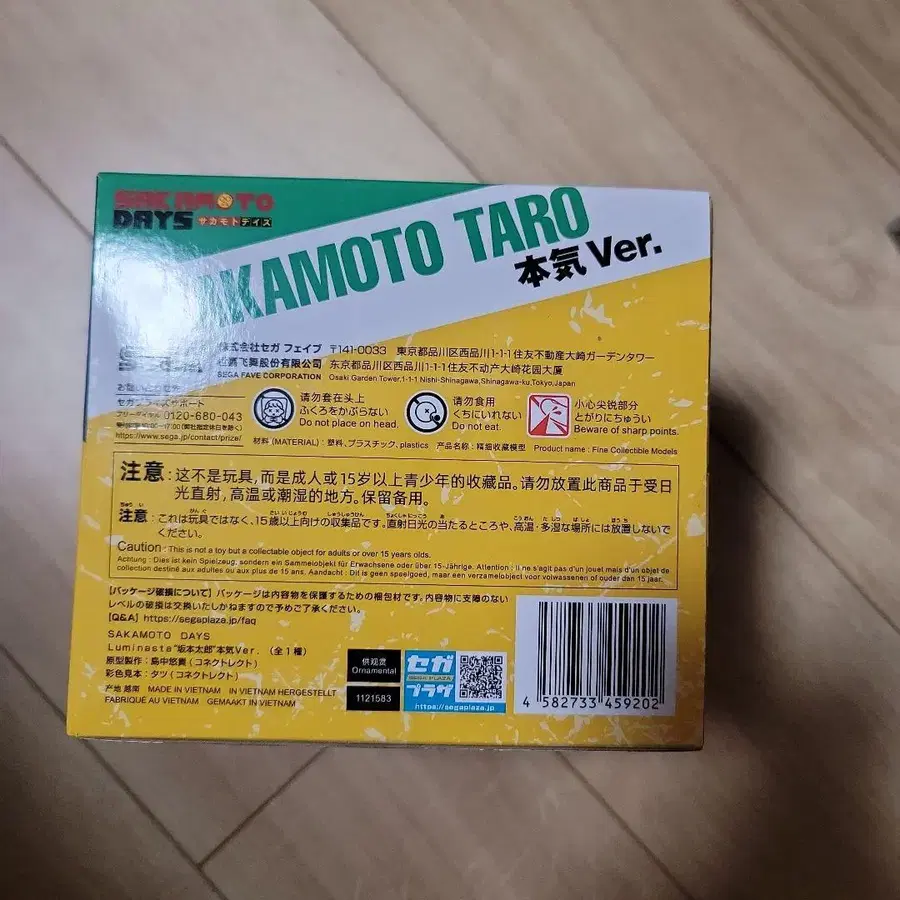 SAKAMOTO
DAYS サカモトデイズ
SAKAMOTO TARO
本気 Ver.
株式会社セガ フェイブ 〒141-0033 東京都品川区西品川1-1-1住友不動産大崎ガーデンタワー
东京都品川区西品川1-1-1住友不动产大崎花园大厦
SEGA FAVE CORPORATION Osaki Garden Tower,1-1-1 Nishi-Shinagawa,Shinagawa-ku,Tokyo,Japan
お問い合わせ先
フリーダイヤル 0120-680-043
https://www.sega.jp/contact/prize/
请勿套在头上
ふくろをかぶらない
Do not place on head.
请勿食用
くちにいれない
Do not eat.
小心尖锐部分
とがりにちゅうい
Beware of sharp points.
材料(MATERIAL):塑料、プラスチック、plastics 产品名称:精细收藏模型 Product name : Fine Collectible Models
注意:这不是玩具,而是成人或15岁以上青少年的收藏品。请勿放置此商品于受日
光直射,高温或潮湿的地方。保留备用。
注意:これは玩具ではなく、15歳以上向けの収集品です。直射日光の当たるところや、高温・多湿な場所には放置しないで
ください。
Caution : This is not a toy but a collectable object for adults or over 15 years olds.
Achtung : Dies ist kein Spielzeug, sondern ein Sammelobjekt für Erwachsene oder über 15-Jährige. Attention : Il ne s'agit pas d'un jouet mais d'un objet de
collection destiné aux adultes ou aux plus de 15 ans. Aandacht : Dit is geen speelgoed, maar een verzamelobject voor volwassenen of ouder dan 15 jaar.
【パッケージ破損について】パッケージは内容物を保護するための梱包材です。内容物に支障のない
レベルの破損は交換いたしかねますので予めご了承ください。
【Q&A】https://segaplaza.jp/faq
SAKAMOTO DAYS
Luminasta“坂本太郎”本気Ver. (全1種)
原型製作:島中悠貴(コネクトレクト)
彩色見本:タツ(コネクトレクト)
产地 越南 MADE IN VIETNAM IN VIETNAM HERGESTELLT
FABRIQUÉ AU VIETNAM GEMAAKT IN VIETNAM
供观赏
Ornamental
1121583
セガ
SEGA PLAZA
プラザ
https://segaplaza.jp
4 582733 459202